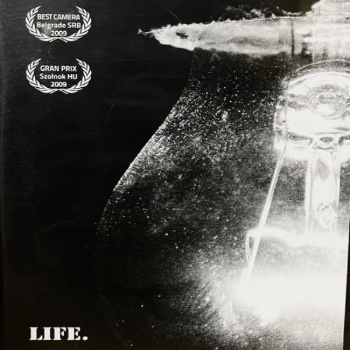 BEST CAMERA
Belgrade SRB
2009
GRAN PRIX
Szolnok HU
2009
LIFE.